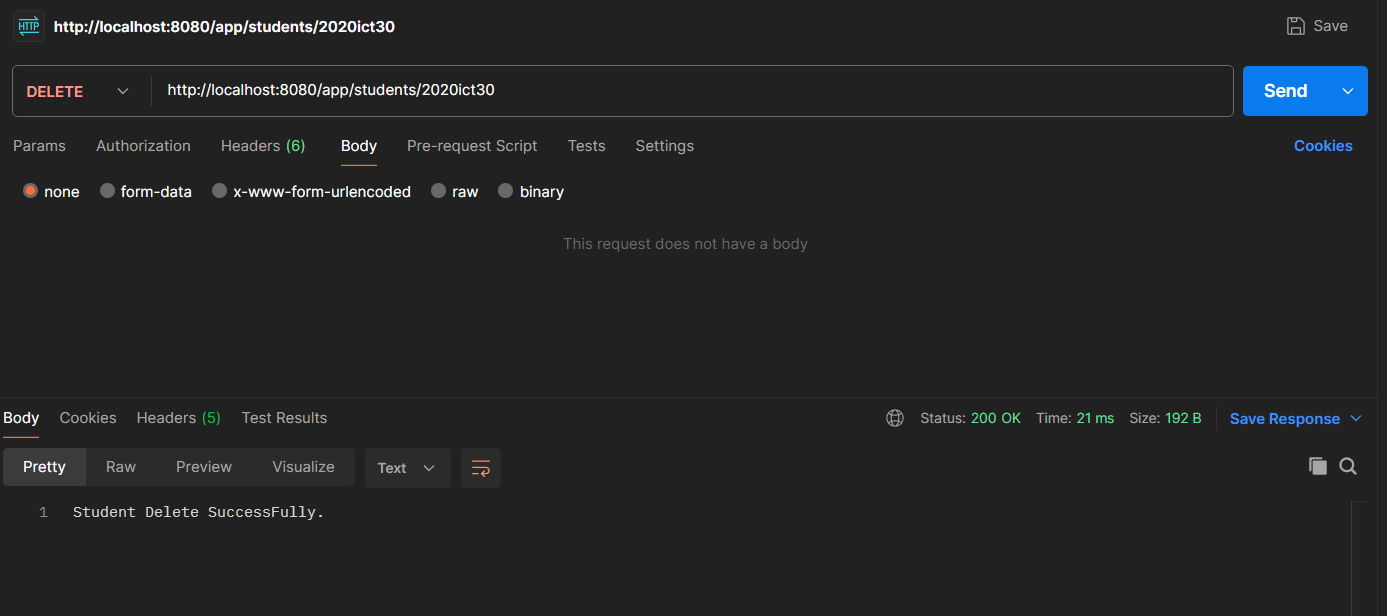 HTTP http://localhost:8080/app/students/2020ict30 Save
DELETE http://localhost:8080/app/students/2020ict30 Send
Params Authorization Headers (6) Body Pre-request Script Tests Settings Cookies
none form-data x-www-form-urlencoded raw binary
This request does not have a body
Body Cookies Headers (5) Test Results Status: 200 OK Time: 21 ms Size: 192 B Save Response
Pretty Raw Preview Visualize Text
1 Student Delete SuccessFully.